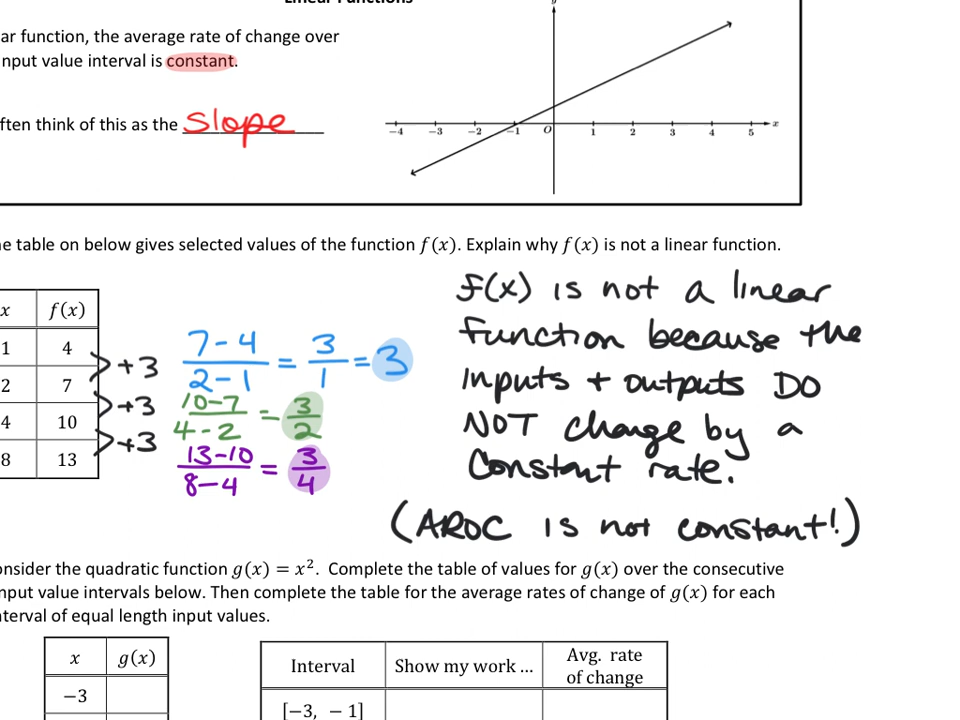 Linear Functions
ar function, the average rate of change over
nput value interval is constant.
ften think of this as the slope
-4 -3 -2 -1 O 1 2 3 4 5 x
e table on below gives selected values of the function f(x). Explain why f(x) is not a linear function.
x f(x)
1 4
2 7
4 10
8 13
+3
+3
+3
7-4/2-1 = 3/1 = 3
10-7/4-2 = 3/2
13-10/8-4 = 3/4
f(x) is not a linear
function because the
inputs + outputs DO
NOT change by a
constant rate.
(AROC is not constant!)
onsider the quadratic function g(x) = x². Complete the table of values for g(x) over the consecutive
nput value intervals below. Then complete the table for the average rates of change of g(x) for each
nterval of equal length input values.
x g(x)
−3
Interval Show my work ... Avg. rate
of change
[−3, −1]